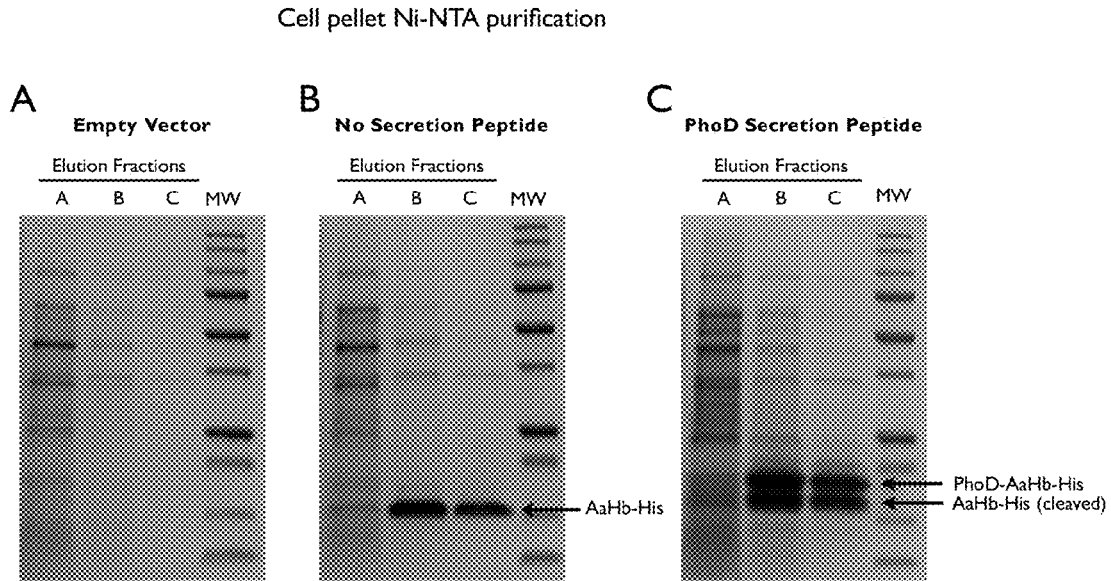 Cell pellet Ni-NTA purification
A
Empty Vector
Elution Fractions
A B C MW
B
No Secretion Peptide
Elution Fractions
A B C MW
AaHb-His
C
PhoD Secretion Peptide
Elution Fractions
A B C MW
PhoD-AaHb-His
AaHb-His (cleaved)